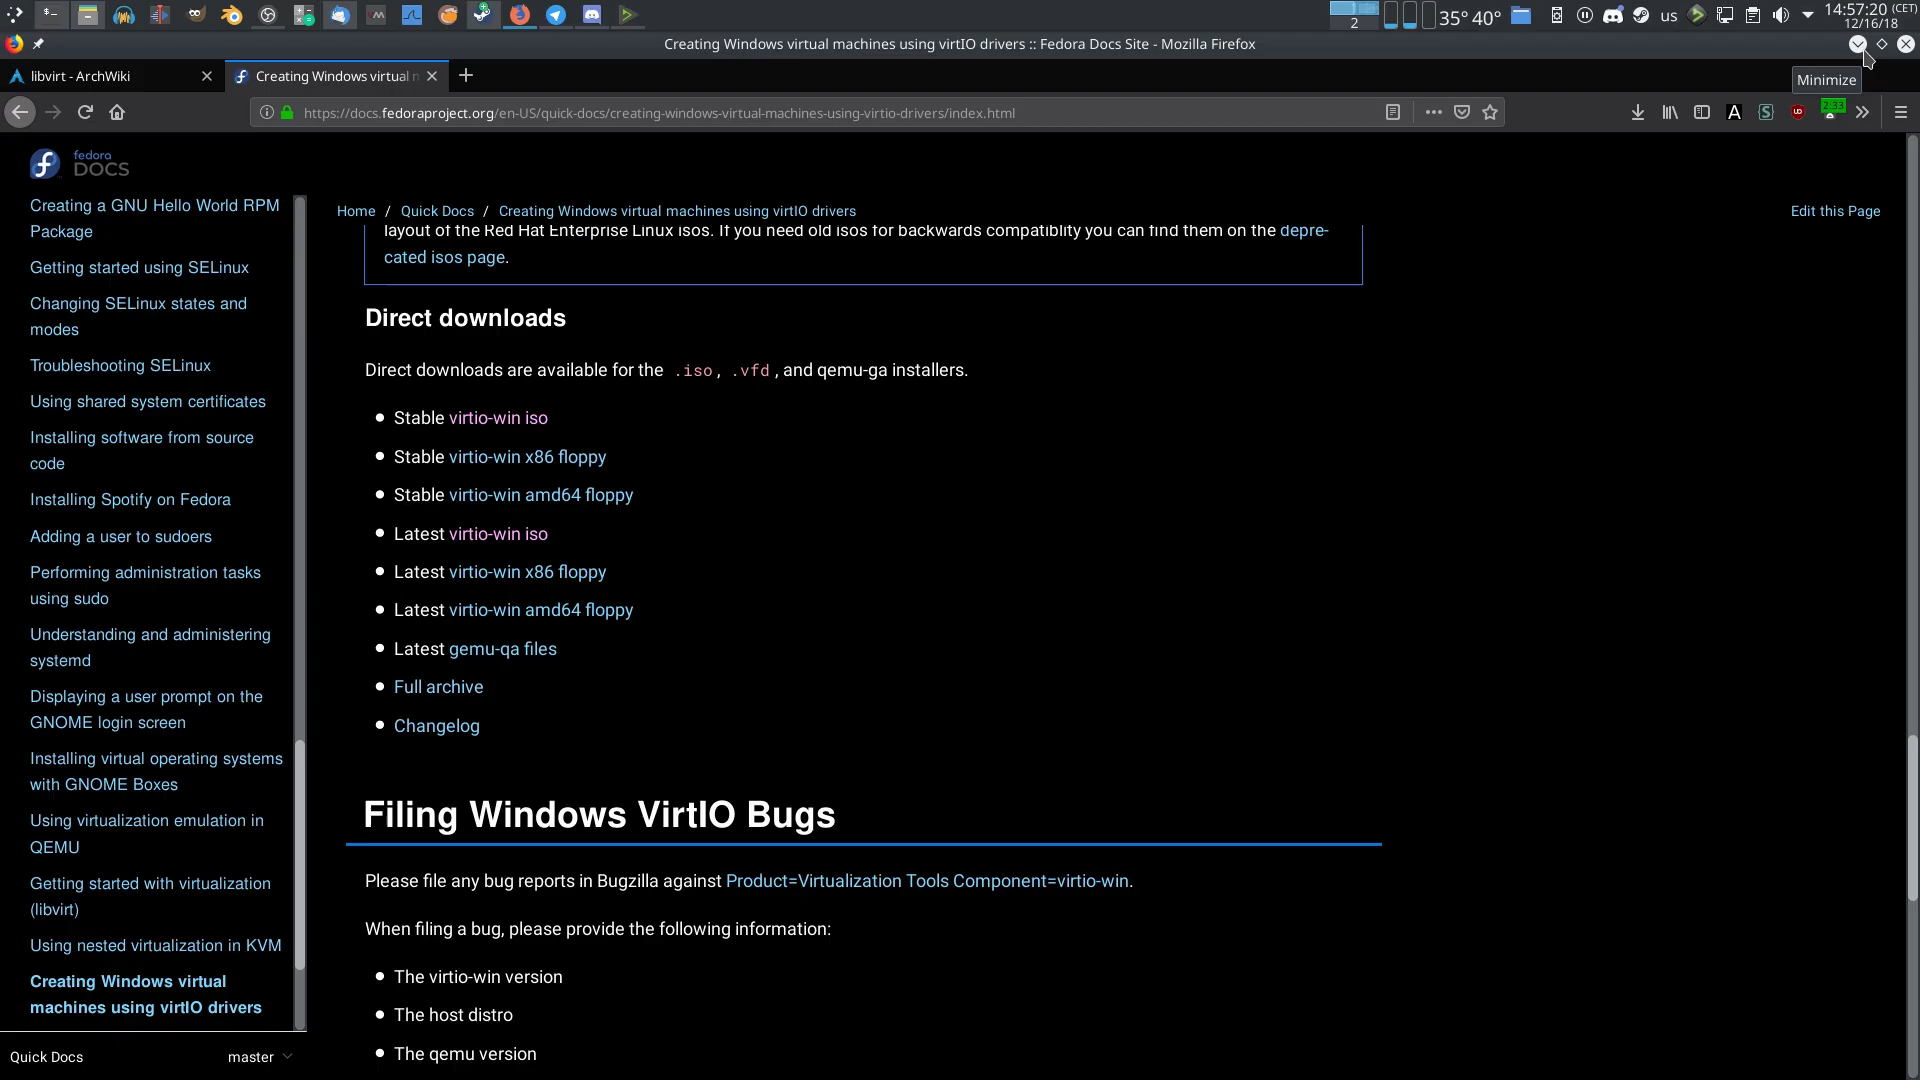 2
35° 40°
us
14:57:20 (CET)
12/16/18
Creating Windows virtual machines using virtIO drivers :: Fedora Docs Site - Mozilla Firefox
libvirt - ArchWiki
Creating Windows virtual m
Minimize
https://docs.fedoraproject.org/en-US/quick-docs/creating-windows-virtual-machines-using-virtio-drivers/index.html
2:33
fedora
DOCS
Creating a GNU Hello World RPM
Package
Getting started using SELinux
Changing SELinux states and
modes
Troubleshooting SELinux
Using shared system certificates
Installing software from source
code
Installing Spotify on Fedora
Adding a user to sudoers
Performing administration tasks
using sudo
Understanding and administering
systemd
Displaying a user prompt on the
GNOME login screen
Installing virtual operating systems
with GNOME Boxes
Using virtualization emulation in
QEMU
Getting started with virtualization
(libvirt)
Using nested virtualization in KVM
Creating Windows virtual
machines using virtIO drivers
Quick Docs master
Home / Quick Docs / Creating Windows virtual machines using virtIO drivers
Edit this Page
layout of the Red Hat Enterprise Linux isos. If you need old isos for backwards compatiblity you can find them on the depre-
cated isos page.
Direct downloads
Direct downloads are available for the .iso, .vfd, and qemu-ga installers.
Stable virtio-win iso
Stable virtio-win x86 floppy
Stable virtio-win amd64 floppy
Latest virtio-win iso
Latest virtio-win x86 floppy
Latest virtio-win amd64 floppy
Latest gemu-qa files
Full archive
Changelog
Filing Windows VirtIO Bugs
Please file any bug reports in Bugzilla against Product=Virtualization Tools Component=virtio-win.
When filing a bug, please provide the following information:
The virtio-win version
The host distro
The qemu version